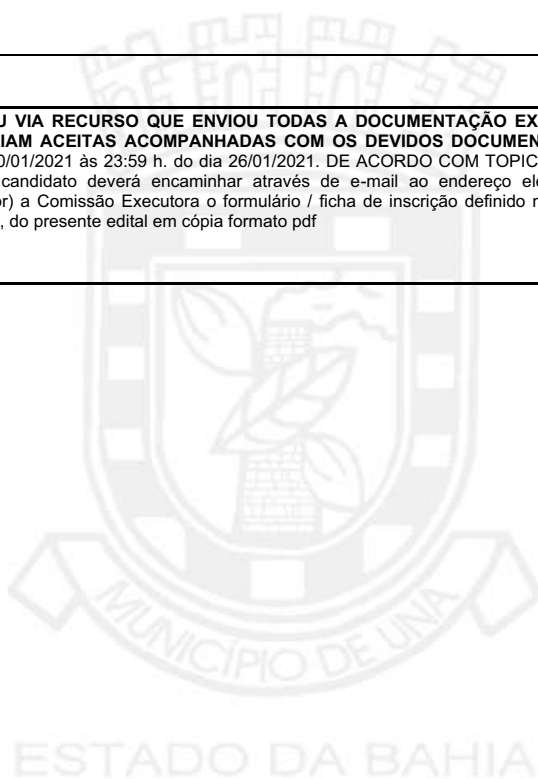 U VIA RECURSO QUE ENVIOU TODAS A DOCUMENTAÇÃO EX
IAM ACEITAS ACOMPANHADAS COM OS DEVIDOS DOCUMEN
0/01/2021 às 23:59 h. do dia 26/01/2021. DE ACORDO COM TOPIC
candidato deverá encaminhar através de e-mail ao endereço el
or) a Comissão Executora o formulário / ficha de inscrição definido
, do presente edital em cópia formato pdf
MUNICÍPIO DE UNA
ESTADO DA BAHIA